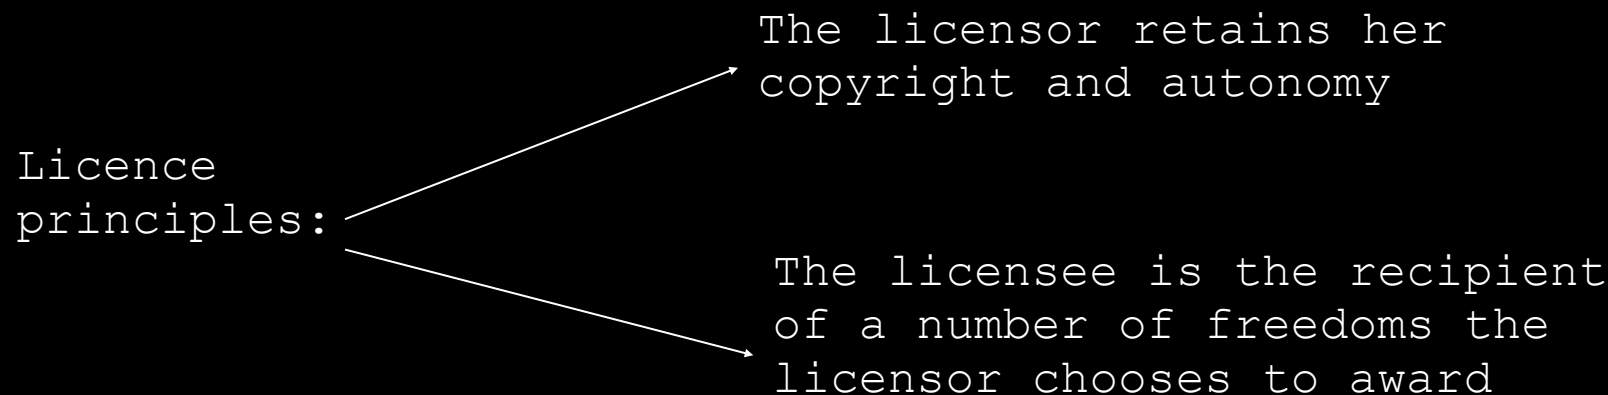 Licence
principles:
The licensor retains her
copyright and autonomy
The licensee is the recipient
of a number of freedoms the
licensor chooses to award